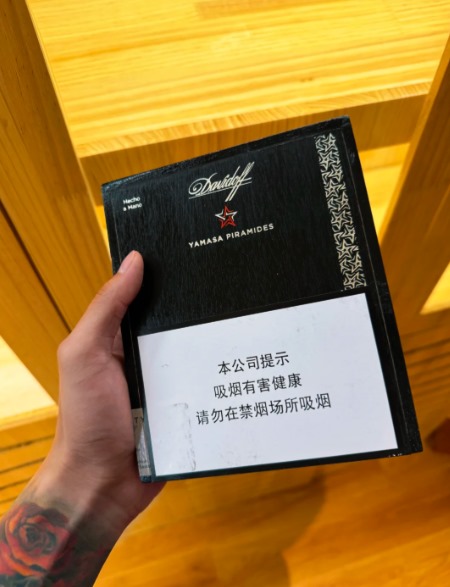 Davidoff
Hecho
a Mano
YAMASA PIRAMIDES
本公司提示
吸烟有害健康
请勿在禁烟场所吸烟